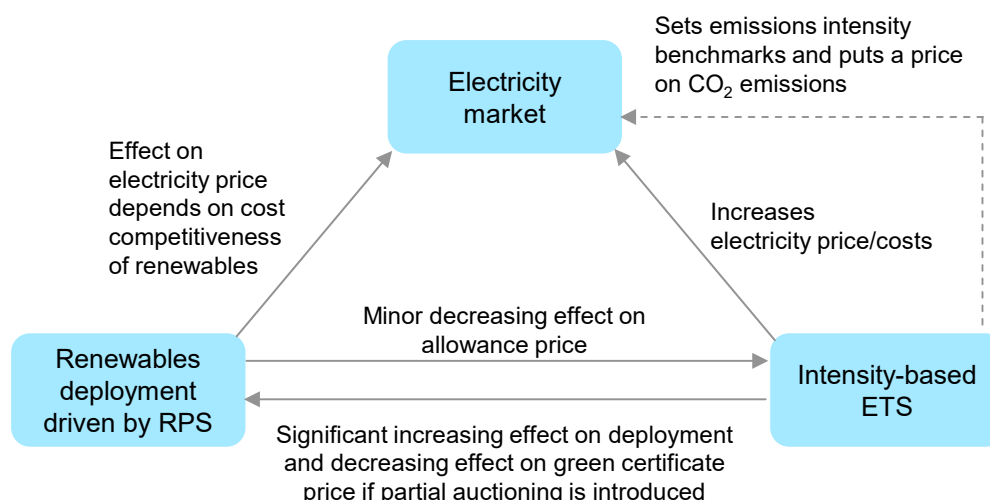 Sets emissions intensity
benchmarks and puts a price
on CO₂ emissions
Electricity
market
Effect on
electricity price
depends on cost
competitiveness
of renewables
Increases
electricity price/costs
Minor decreasing effect on
allowance price
Renewables
deployment
driven by RPS
Intensity-based
ETS
Significant increasing effect on deployment
and decreasing effect on green certificate
price if partial auctioning is introduced